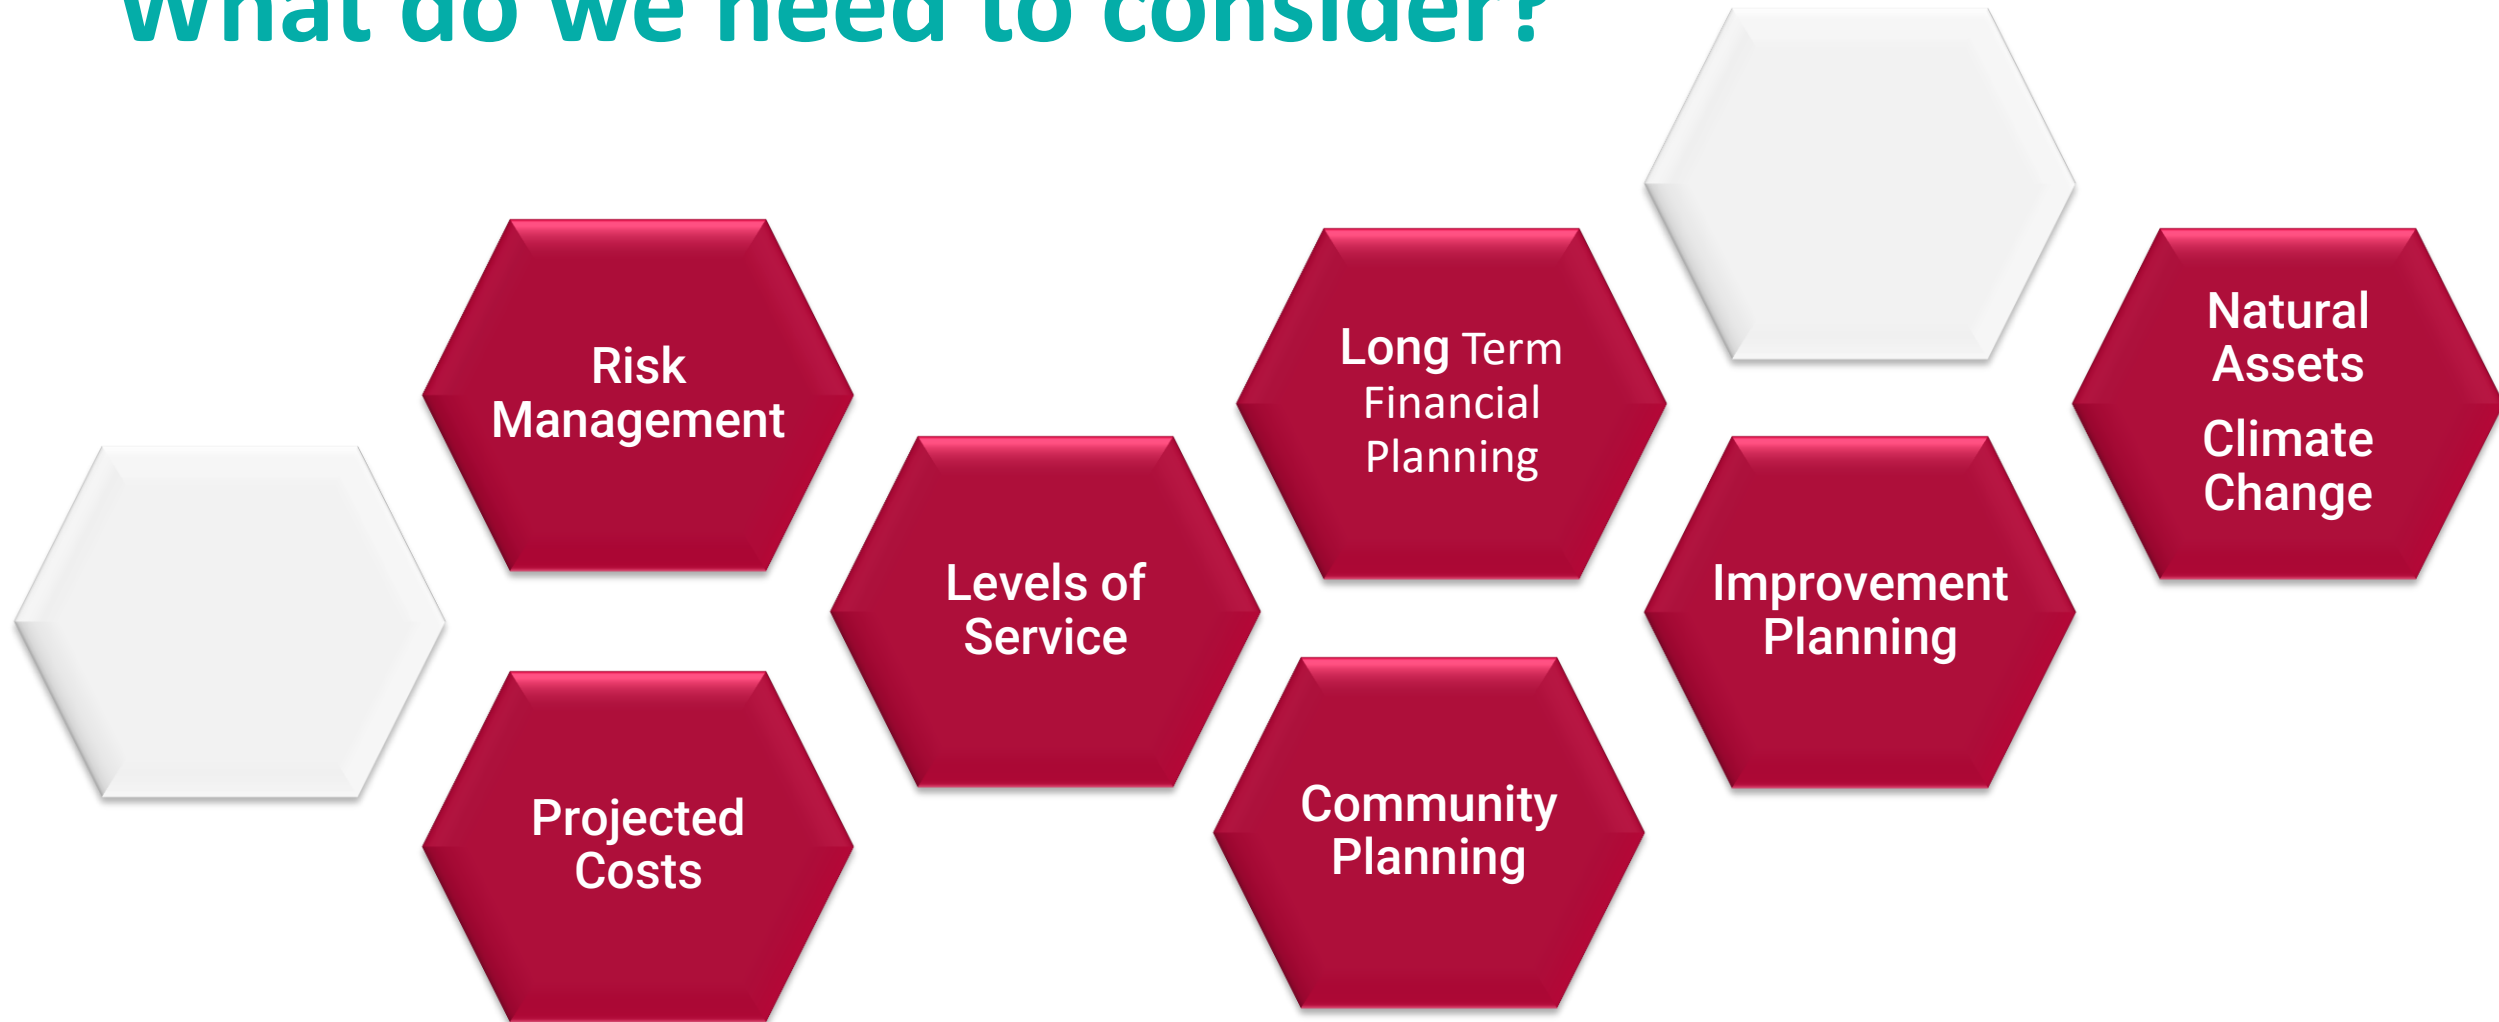 What do we need to consider?
Risk
Management
Projected
Costs
Levels of
Service
Long Term
Financial
Planning
Community
Planning
Improvement
Planning
Natural
Assets
Climate
Change